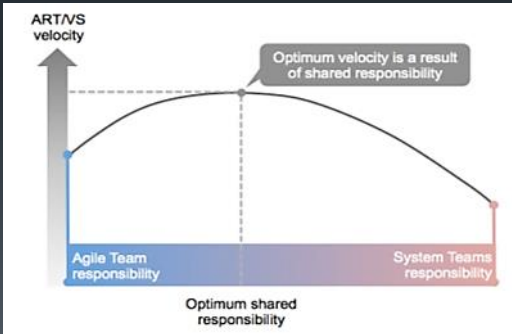 ART/VS
velocity
Optimum velocity is a result
of shared responsibility
Agile Team
responsibility
System Teams
responsibility
Optimum shared
responsibility